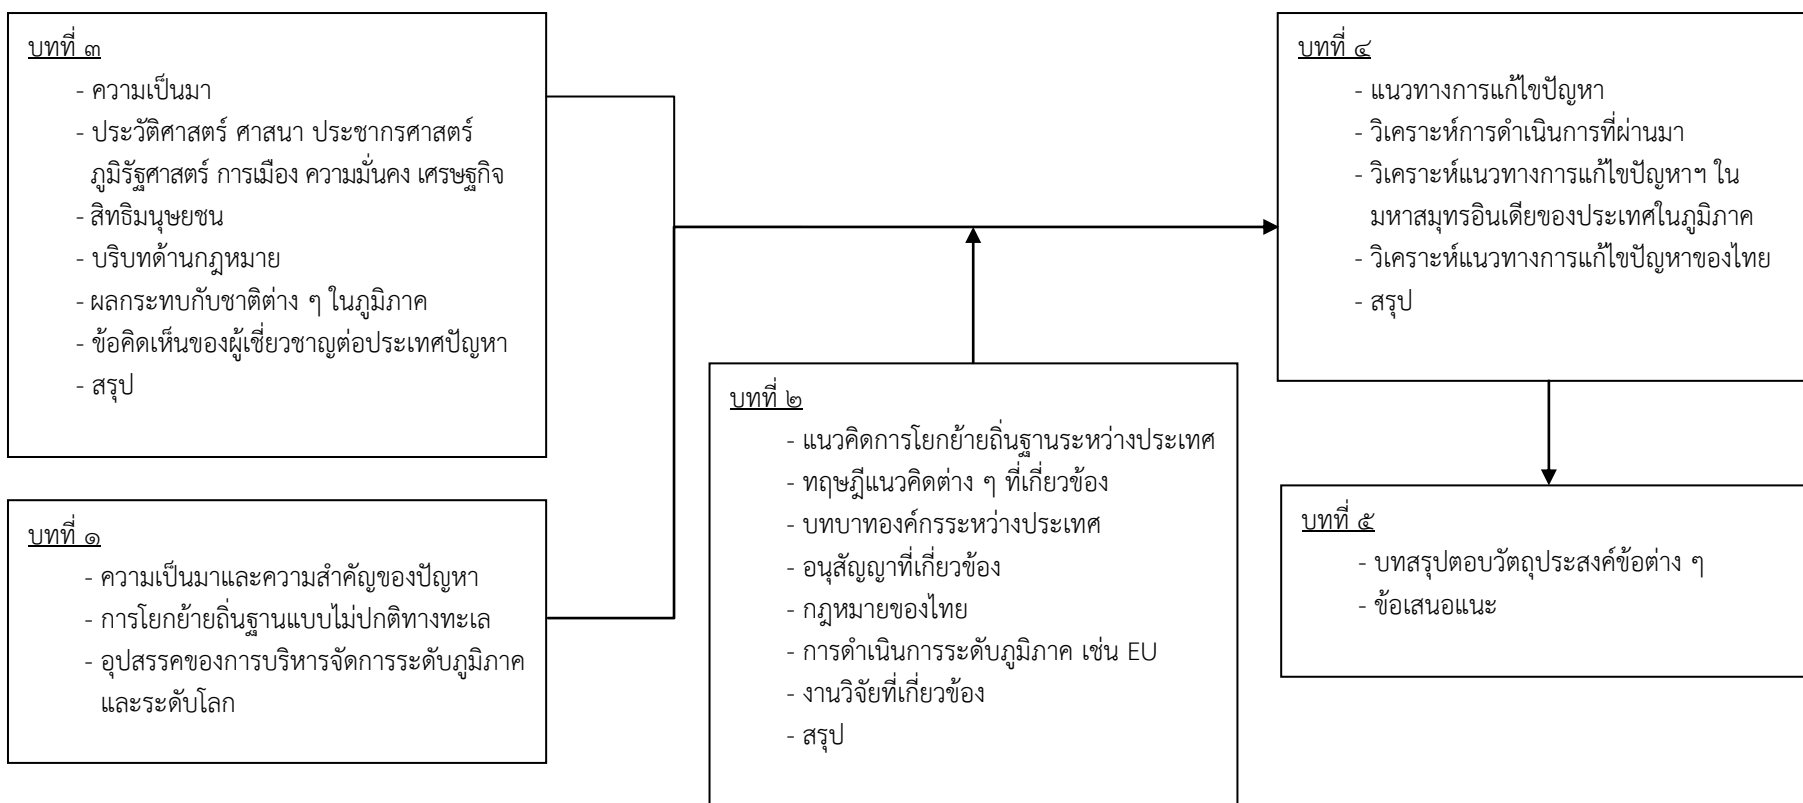 บทที่ ๓
- ความเป็นมา
- ประวัติศาสตร์ ศาสนา ประชากรศาสตร์
ภูมิรัฐศาสตร์ การเมือง ความมั่นคง เศรษฐกิจ
- สิทธิมนุษยชน
- บริบทด้านกฎหมาย
- ผลกระทบกับชาติต่าง ๆ ในภูมิภาค
- ข้อคิดเห็นของผู้เชี่ยวชาญต่อประเทศปัญหา
- สรุป
บทที่ ๑
- ความเป็นมาและความสำคัญของปัญหา
- การโยกย้ายถิ่นฐานแบบไม่ปกติทางทะเล
- อุปสรรคของการบริหารจัดการระดับภูมิภาค
และระดับโลก
บทที่ ๒
- แนวคิดการโยกย้ายถิ่นฐานระหว่างประเทศ
- ทฤษฎีแนวคิดต่าง ๆ ที่เกี่ยวข้อง
- บทบาทองค์กรระหว่างประเทศ
- อนุสัญญาที่เกี่ยวข้อง
- กฎหมายของไทย
- การดำเนินการระดับภูมิภาค เช่น EU
- งานวิจัยที่เกี่ยวข้อง
- สรุป
บทที่ ๔
- แนวทางการแก้ไขปัญหา
- วิเคราะห์การดำเนินการที่ผ่านมา
- วิเคราะห์แนวทางการแก้ไขปัญหาฯ ใน
มหาสมุทรอินเดียของประเทศในภูมิภาค
- วิเคราะห์แนวทางการแก้ไขปัญหาของไทย
- สรุป
บทที่ ๕
- บทสรุปตอบวัตถุประสงค์ข้อต่าง ๆ
- ข้อเสนอแนะ